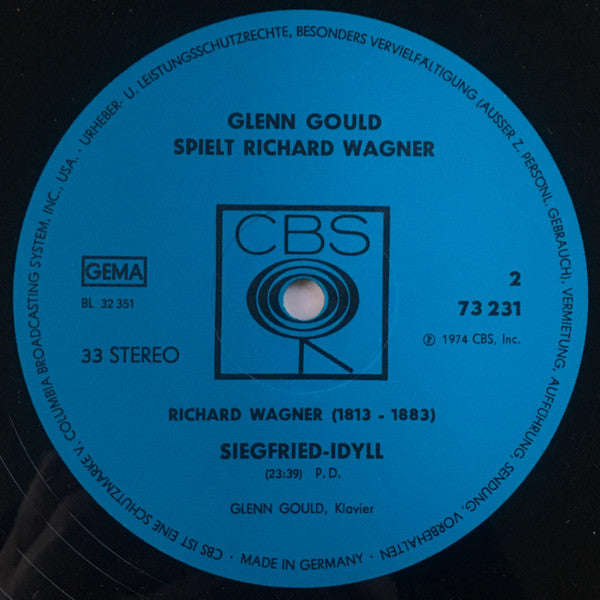 GLENN GOULD
SPIELT RICHARD WAGNER
CBS
GEMA
BL 32 351
33 STEREO
2
73 231
℗ 1974 CBS, Inc.
RICHARD WAGNER (1813 - 1883)
SIEGFRIED-IDYLL
(23:39) P. D.
GLENN GOULD, Klavier
CBS IST EINE SCHUTZMARKE V. COLUMBIA BROADCASTING SYSTEM, INC., USA. · URHEBER- U. LEISTUNGSSCHUTZRECHTE, BESONDERS VERVIELFÄLTIGUNG (AUSSER Z. PERSÖNL. GEBRAUCH), VERMIETUNG, AUFFÜHRUNG, SENDUNG, VORBEHALTEN · MADE IN GERMANY ·